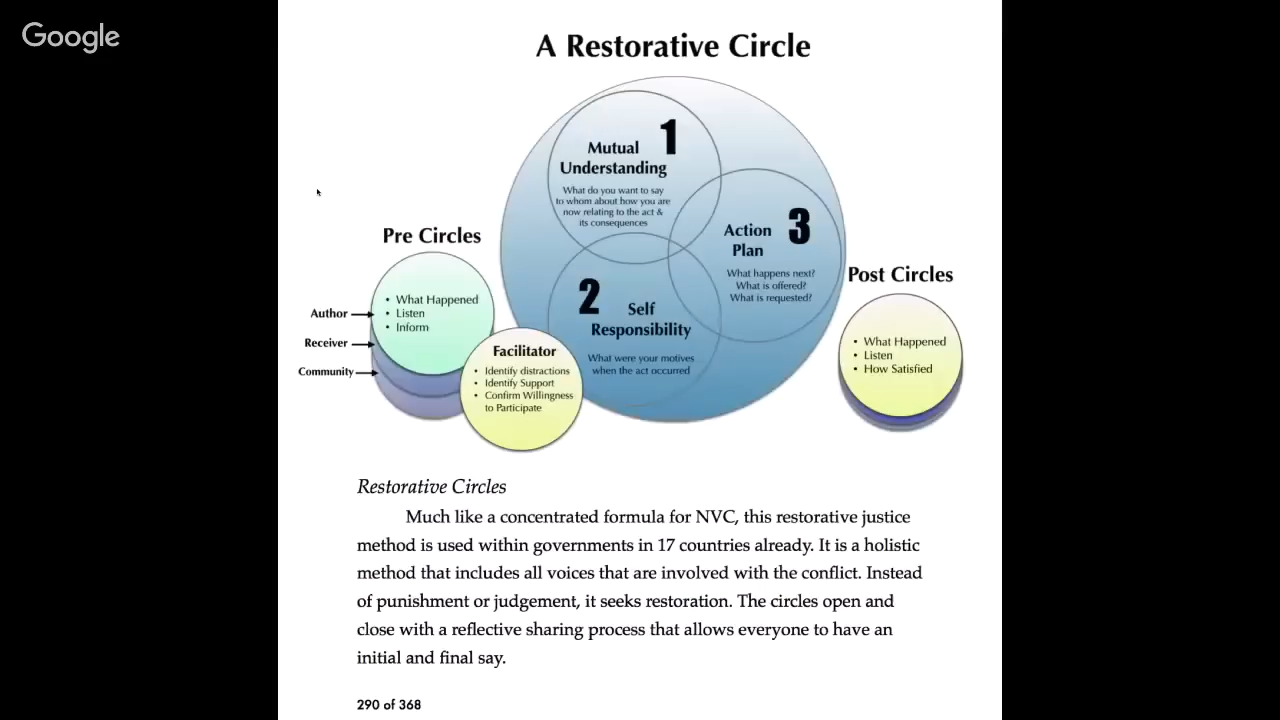 Google
A Restorative Circle
1
Mutual
Understanding
What do you want to say
to whom about how you are
now relating to the act &
its consequences
3
Action
Plan
What happens next?
What is offered?
What is requested?
2
Self
Responsibility
What were your motives
when the act occurred
Pre Circles
• What Happened
• Listen
• Inform
Author
Receiver
Community
Facilitator
• Identify distractions
• Identify Support
• Confirm Willingness
to Participate
Post Circles
• What Happened
• Listen
• How Satisfied
Restorative Circles
Much like a concentrated formula for NVC, this restorative justice
method is used within governments in 17 countries already. It is a holistic
method that includes all voices that are involved with the conflict. Instead
of punishment or judgement, it seeks restoration. The circles open and
close with a reflective sharing process that allows everyone to have an
initial and final say.
290 of 368